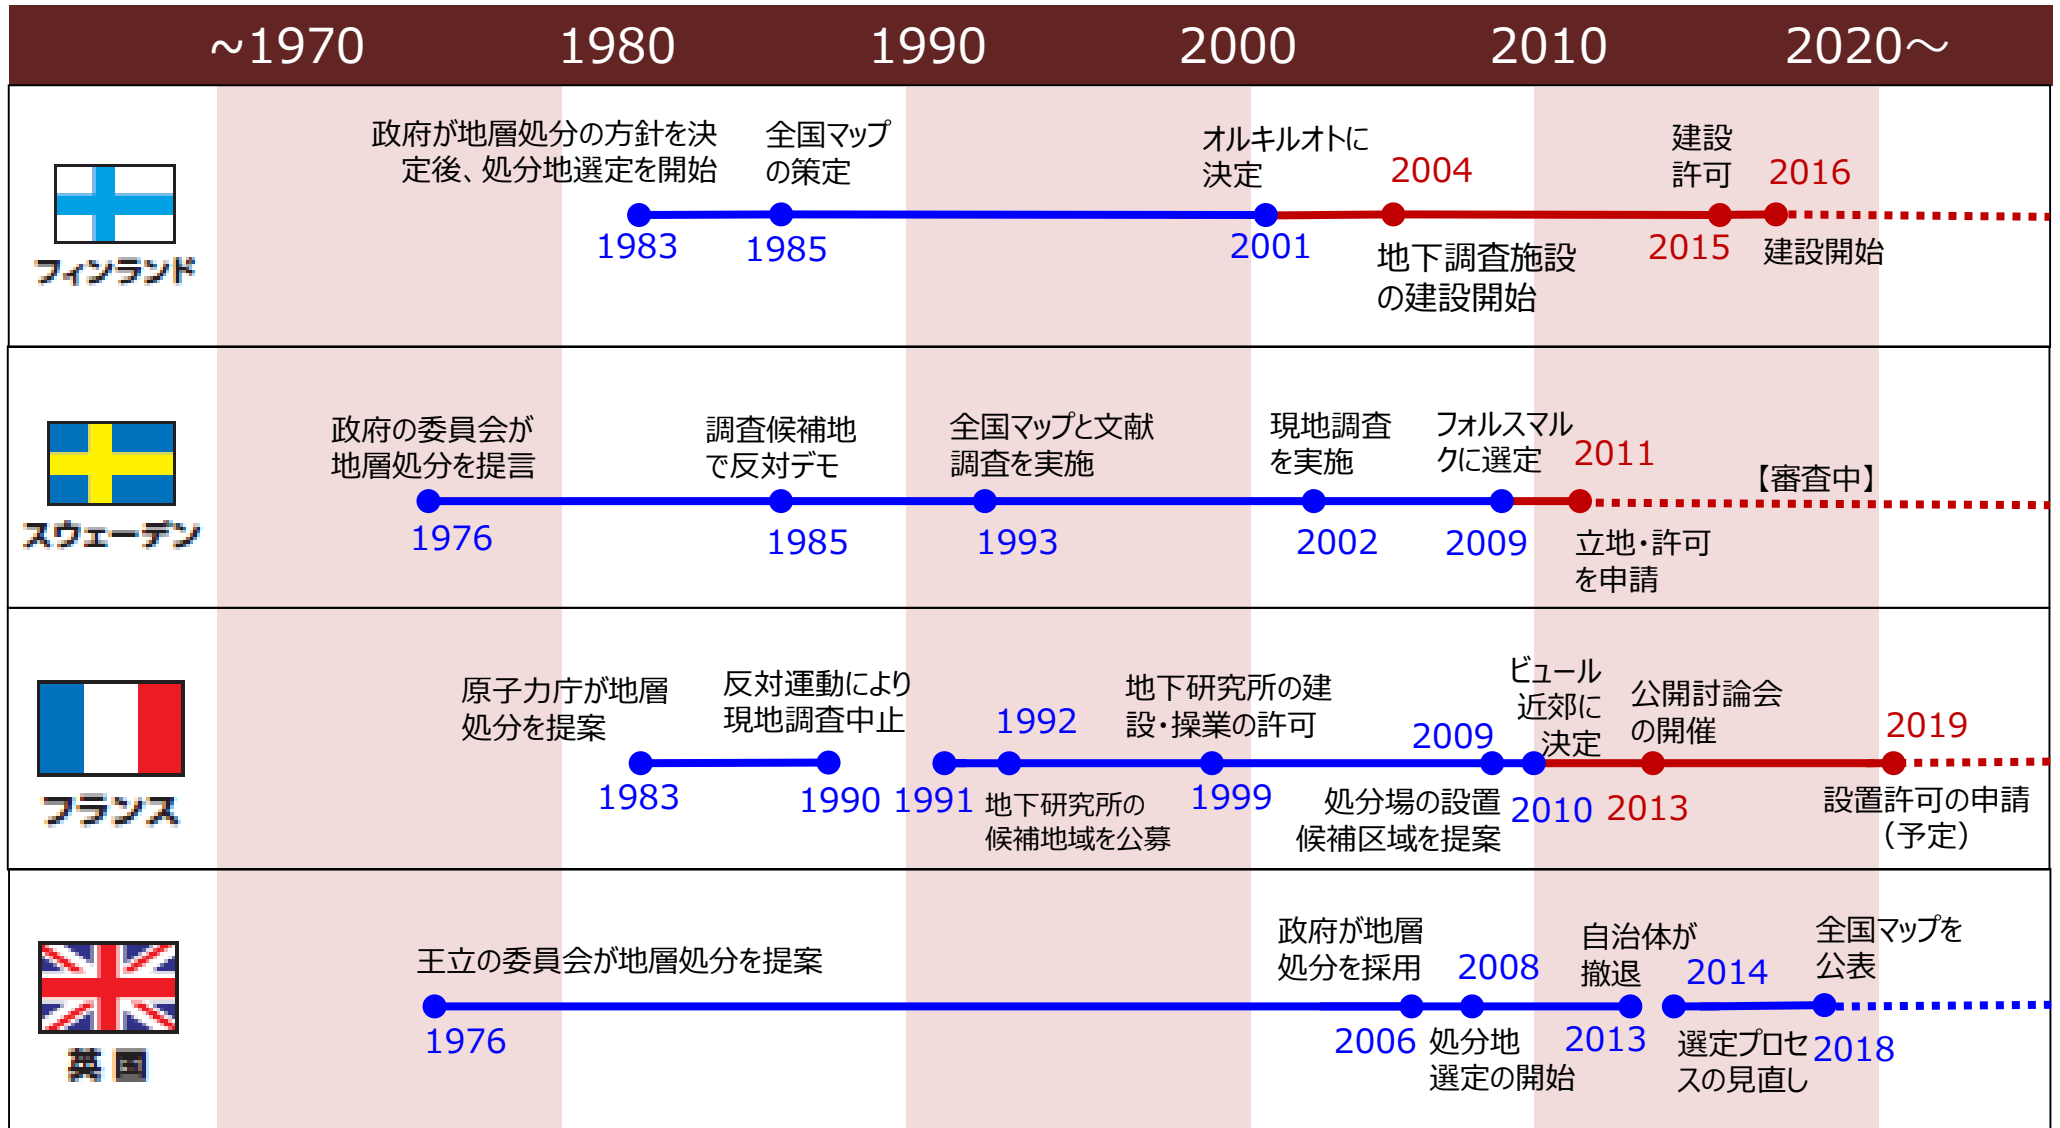 ~1970 1980 1990 2000 2010 2020～
政府が地層処分の方針を決
定後、処分地選定を開始
全国マップ
の策定
オルキルオトに
決定
2004
建設
許可
2016
1983
1985
2001
地下調査施設
の建設開始
2015
建設開始
フィンランド
政府の委員会が
地層処分を提言
調査候補地
で反対デモ
全国マップと文献
調査を実施
現地調査
を実施
フォルスマル
クに選定
2011
【審査中】
1976
1985
1993
2002
2009
立地・許可
を申請
スウェーデン
原子力庁が地層
処分を提案
反対運動により
現地調査中止
1992
地下研究所の建
設・操業の許可
2009
ビュール
近郊に
決定
公開討論会
の開催
2019
1983
1990
1991
地下研究所の
候補地域を公募
1999
処分場の設置
候補区域を提案
2010
2013
設置許可の申請
（予定）
フランス
王立の委員会が地層処分を提案
政府が地層
処分を採用
2008
自治体が
撤退
2014
全国マップを
公表
1976
2006
処分地
選定の開始
2013
選定プロセ
スの見直し
2018
英国